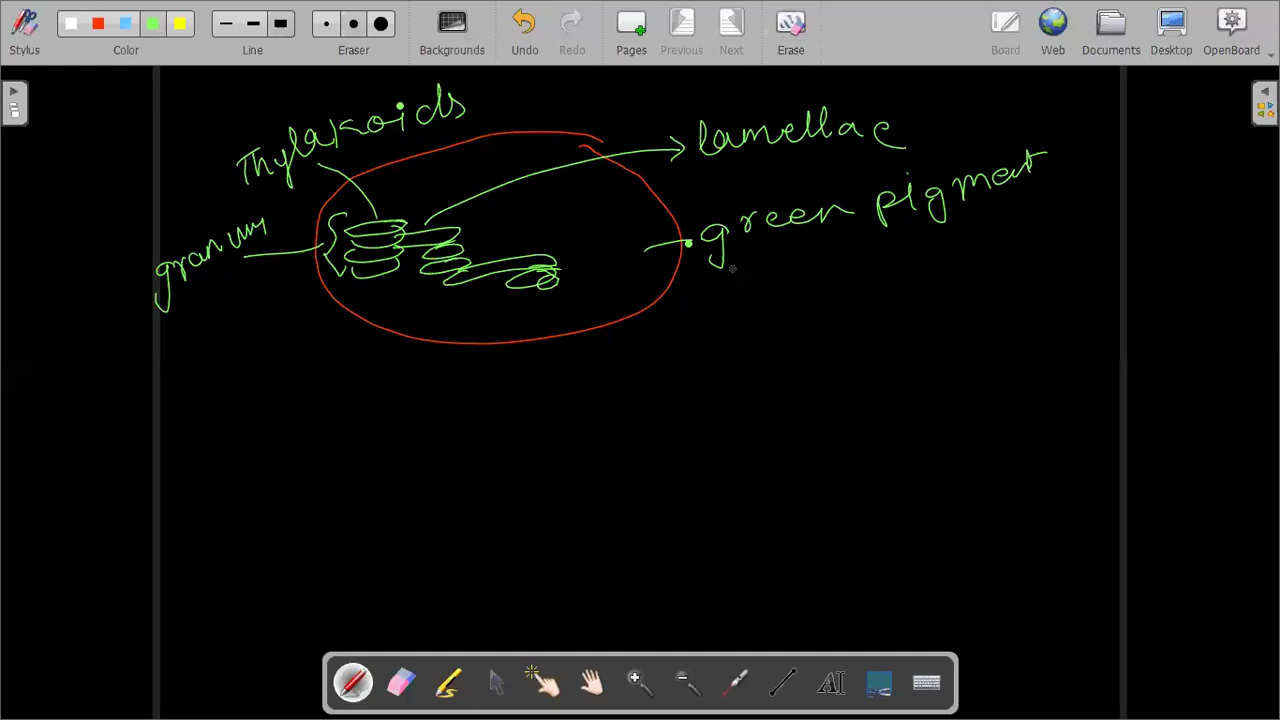 Stylus
Color
Line
Eraser
Backgrounds
Undo
Redo
Pages
Previous
Next
Erase
Board
Web
Documents
Desktop
OpenBoard
Thylakoids
lamellae
green pigment
granum